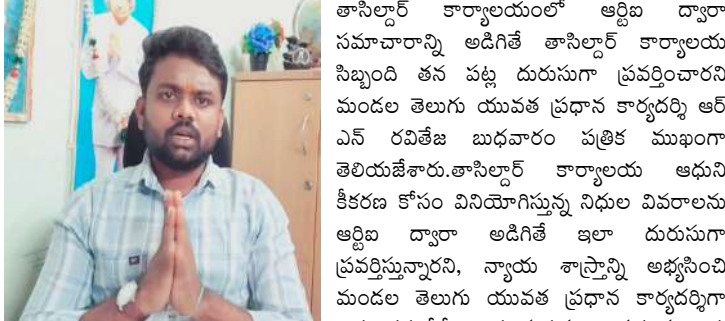 తాసిల్దార్ కార్యాలయంలో ఆర్టిఐ ద్వారా
సమాచారాన్ని అడిగితే తాసిల్దార్ కార్యాలయ
సిబ్బంది తన పట్ల దురుసుగా ప్రవర్తించారని
మండల తెలుగు యువత ప్రధాన కార్యదర్శి ఆర్
ఎన్ రవితేజ బుధవారం పత్రిక ముఖంగా
తెలియజేశారు.తాసిల్దార్ కార్యాలయ ఆధుని
కీకరణ కోసం వినియోగిస్తున్న నిధుల వివరాలను
ఆర్టిఐ ద్వారా అడిగితే ఇలా దురుసుగా
ప్రవర్తిస్తున్నారని, న్యాయ శాస్త్రాన్ని అభ్యసించి
మండల తెలుగు యువత ప్రధాన కార్యదర్శిగా